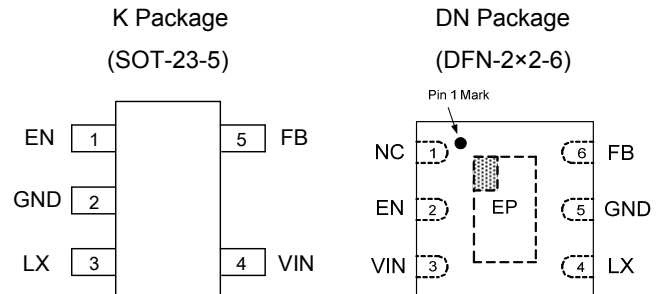 K Package
(SOT-23-5)
EN 1 5 FB
GND 2
LX 3 4 VIN
DN Package
(DFN-2×2-6)
Pin 1 Mark
NC 1 6 FB
EN 2 EP 5 GND
VIN 3 4 LX